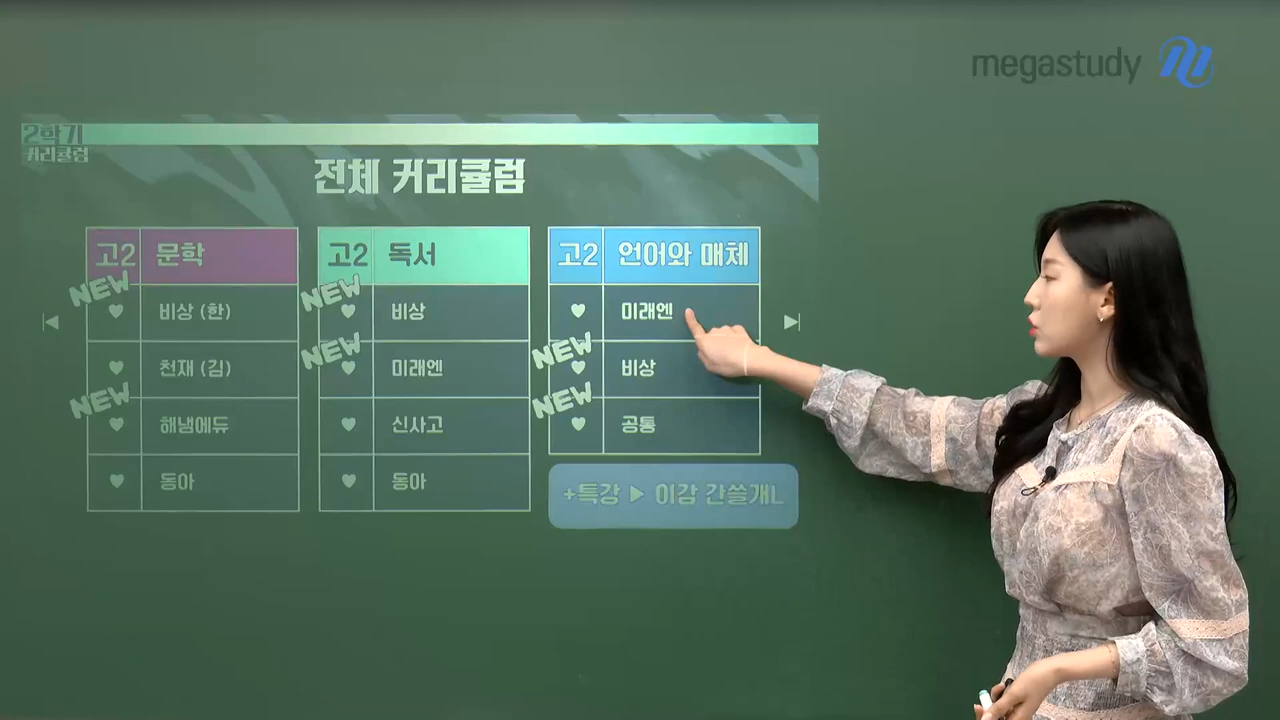 megastudy
2학기
커리큘럼
전체 커리큘럼
고2 문학
NEW
♥ 비상 (한)
♥ 천재 (김)
NEW
♥ 해냄에듀
♥ 동아
고2 독서
NEW
♥ 비상
NEW
♥ 미래엔
♥ 신사고
♥ 동아
고2 언어와 매체
♥ 미래엔
NEW
♥ 비상
NEW
♥ 공통
+특강 ▶ 이감 간쓸개L